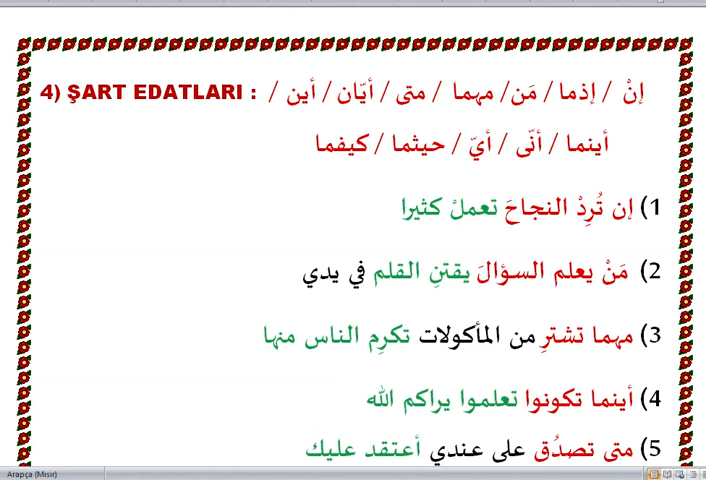 4) ŞART EDATLARI : إنْ / إذما / مَن/ مهما / متى / أيّان / أين /
أينما / أنّى / أيّ / حيثما / كيفما
1) إن تُرِدْ النجاحَ تعملْ كثيرا
2) مَنْ يعلم السؤالَ يقتنِ القلم في يدي
3) مهما تشترِ من المأكولات تكرِم الناس منها
4) أينما تكونوا تعلموا يراكم الله
5) متى تصدُق على عندي أعتقد عليك
Arapça (Mısır)